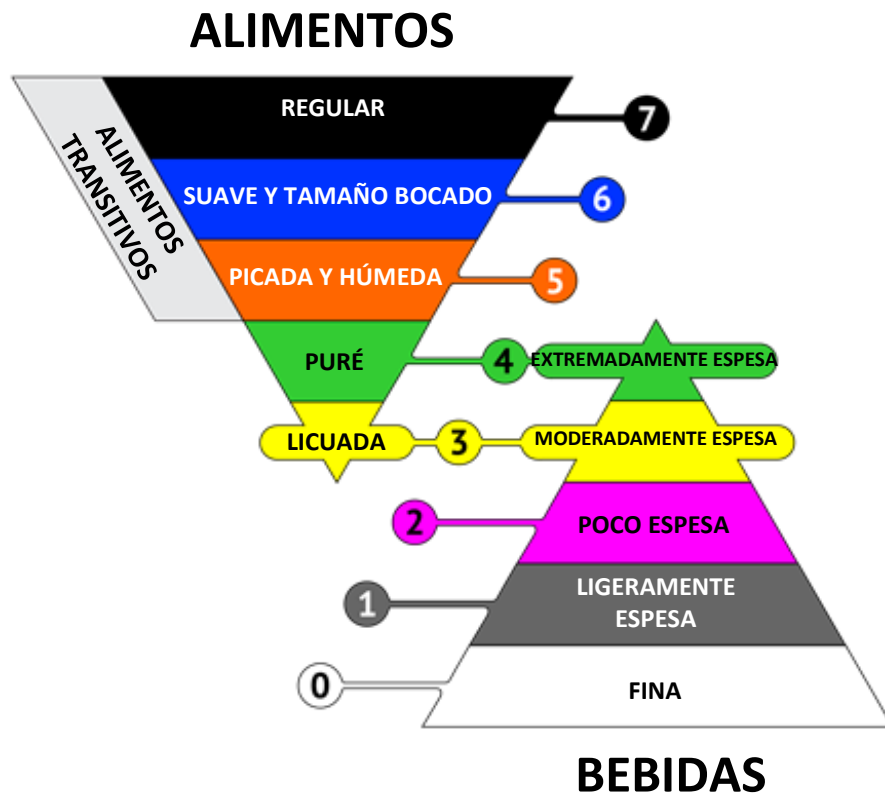 ALIMENTOS
ALIMENTOS
TRANSITIVOS
REGULAR
7
SUAVE Y TAMAÑO BOCADO
6
PICADA Y HÚMEDA
5
PURÉ
4
EXTREMADAMENTE ESPESA
LICUADA
3
MODERADAMENTE ESPESA
2
POCO ESPESA
1
LIGERAMENTE
ESPESA
0
FINA
BEBIDAS